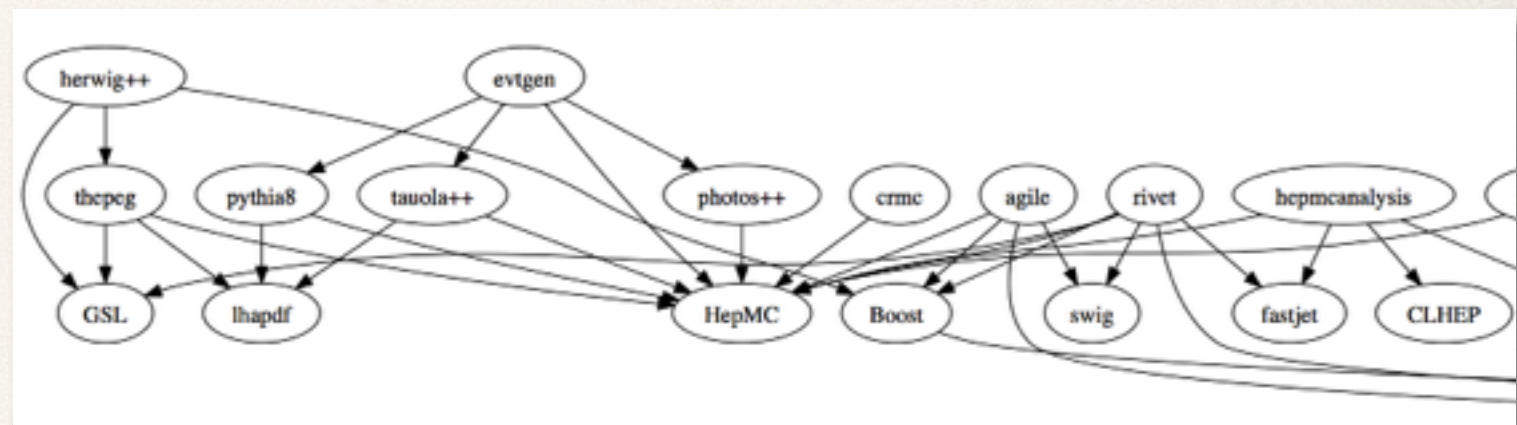 herwig++
evtgen
thepeg
pythia8
tauola++
photos++
crmc
agile
rivet
hepmcanalysis
GSL
lhapdf
HepMC
Boost
swig
fastjet
CLHEP